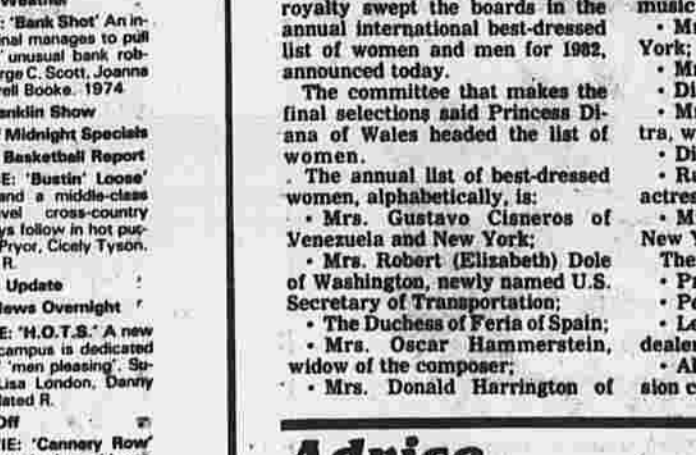 : 'Bank Shot' An in-
nal manages to pull
unusual bank rob-
rge C. Scott, Joanna
ell Booke. 1974
anklin Show
Midnight Specials
Basketball Report
E: 'Bustin' Loose'
and a middle-class
vel cross-country
ys follow in hot pur-
Pryor, Cicely Tyson.
R.
Update
lews Overnight
E: 'H.O.T.S.' A new
campus is dedicated
'men pleasing'. Su-
Lisa London, Danny
lated R.
Off
IE: 'Cannery Row'
royalty swept the boards in the
annual international best-dressed
list of women and men for 1982,
announced today.
The committee that makes the
final selections said Princess Di-
ana of Wales headed the list of
women.
The annual list of best-dressed
women, alphabetically, is:
• Mrs. Gustavo Cisneros of
Venezuela and New York;
• Mrs. Robert (Elizabeth) Dole
of Washington, newly named U.S.
Secretary of Transportation;
• The Duchess of Feria of Spain;
• Mrs. Oscar Hammerstein,
widow of the composer;
• Mrs. Donald Harrington of
Advice
music
• M
York;
• Mr
• Di
• Mr
tra, w
• Di
• Ra
actres
• M
New Y
The
• Pr
• Pr
• Lo
dealer
• Al
sion c